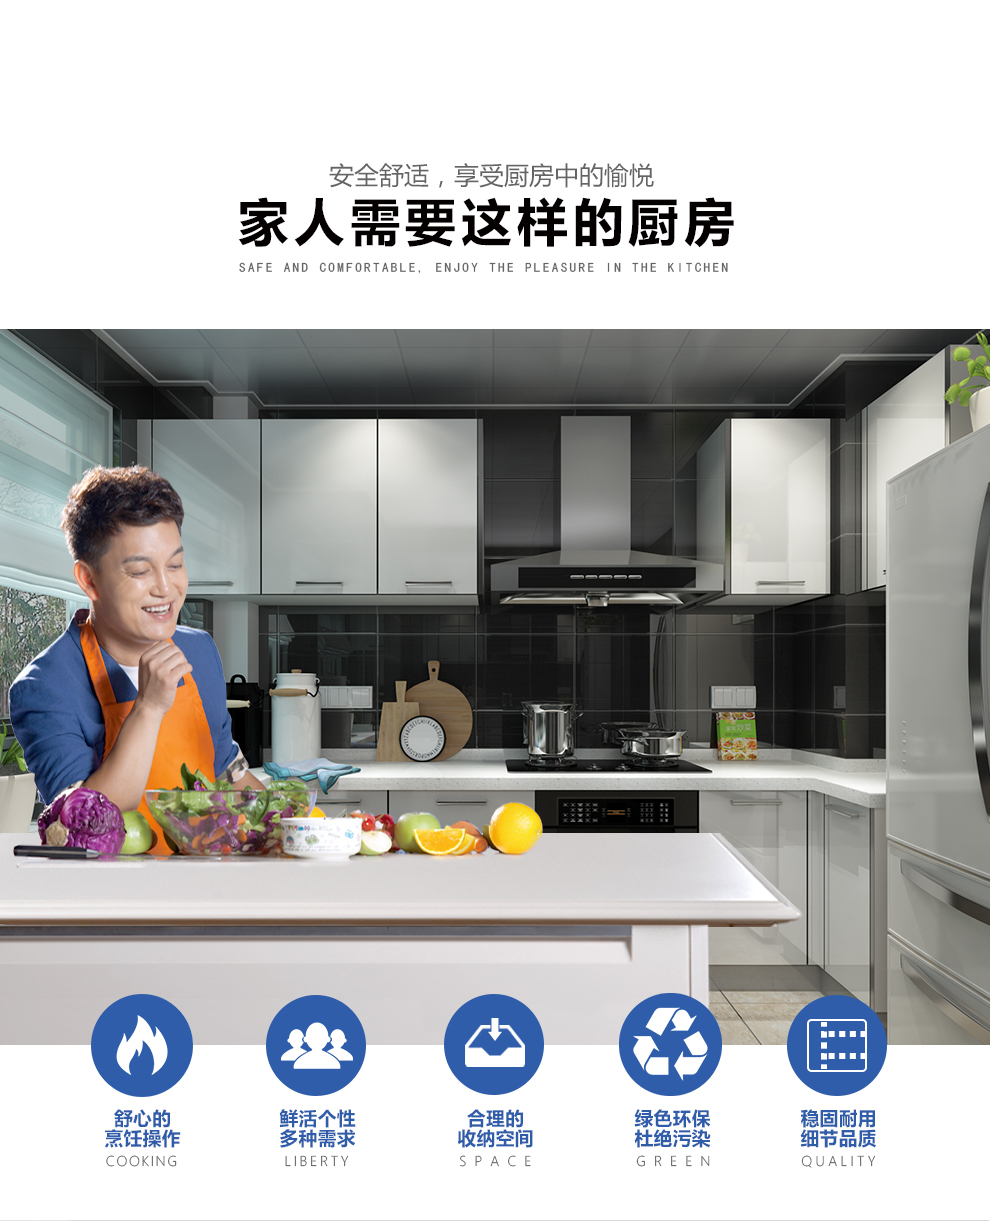 安全舒适，享受厨房中的愉悦
家人需要这样的厨房
SAFE AND COMFORTABLE, ENJOY THE PLEASURE IN THE KITCHEN
舒心的
烹饪操作
COOKING
鲜活个性
多种需求
LIBERTY
合理的
收纳空间
SPACE
绿色环保
杜绝污染
GREEN
稳固耐用
细节品质
QUALITY